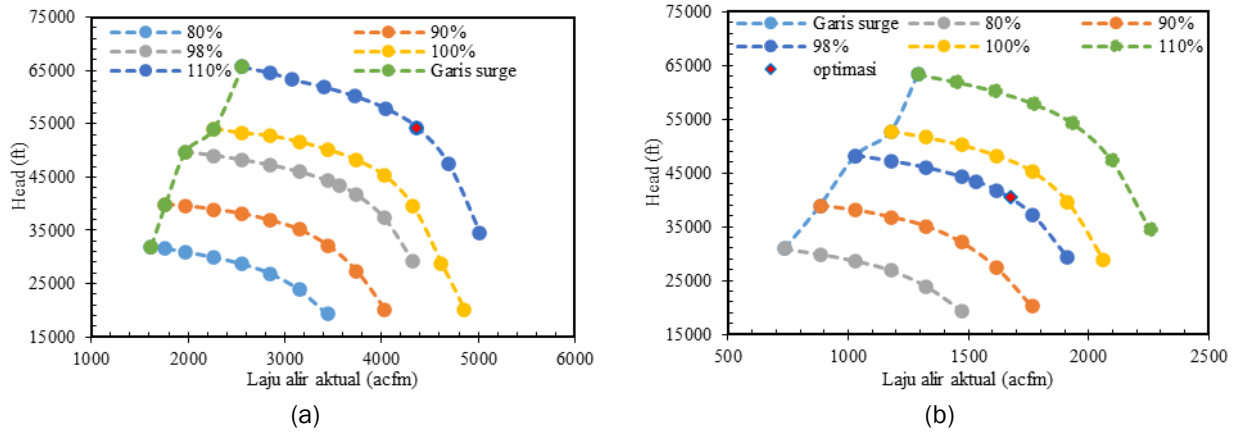 75000
65000
55000
45000
35000
25000
15000
Head (ft)
80% 90%
98% 100%
110% Garis surge
1000 2000 3000 4000 5000 6000
Laju alir aktual (acfm)
(a)
75000
65000
55000
45000
35000
25000
15000
Head (ft)
Garis surge 80% 90%
98% 100% 110%
optimasi
500 1000 1500 2000 2500
Laju alir aktual (acfm)
(b)